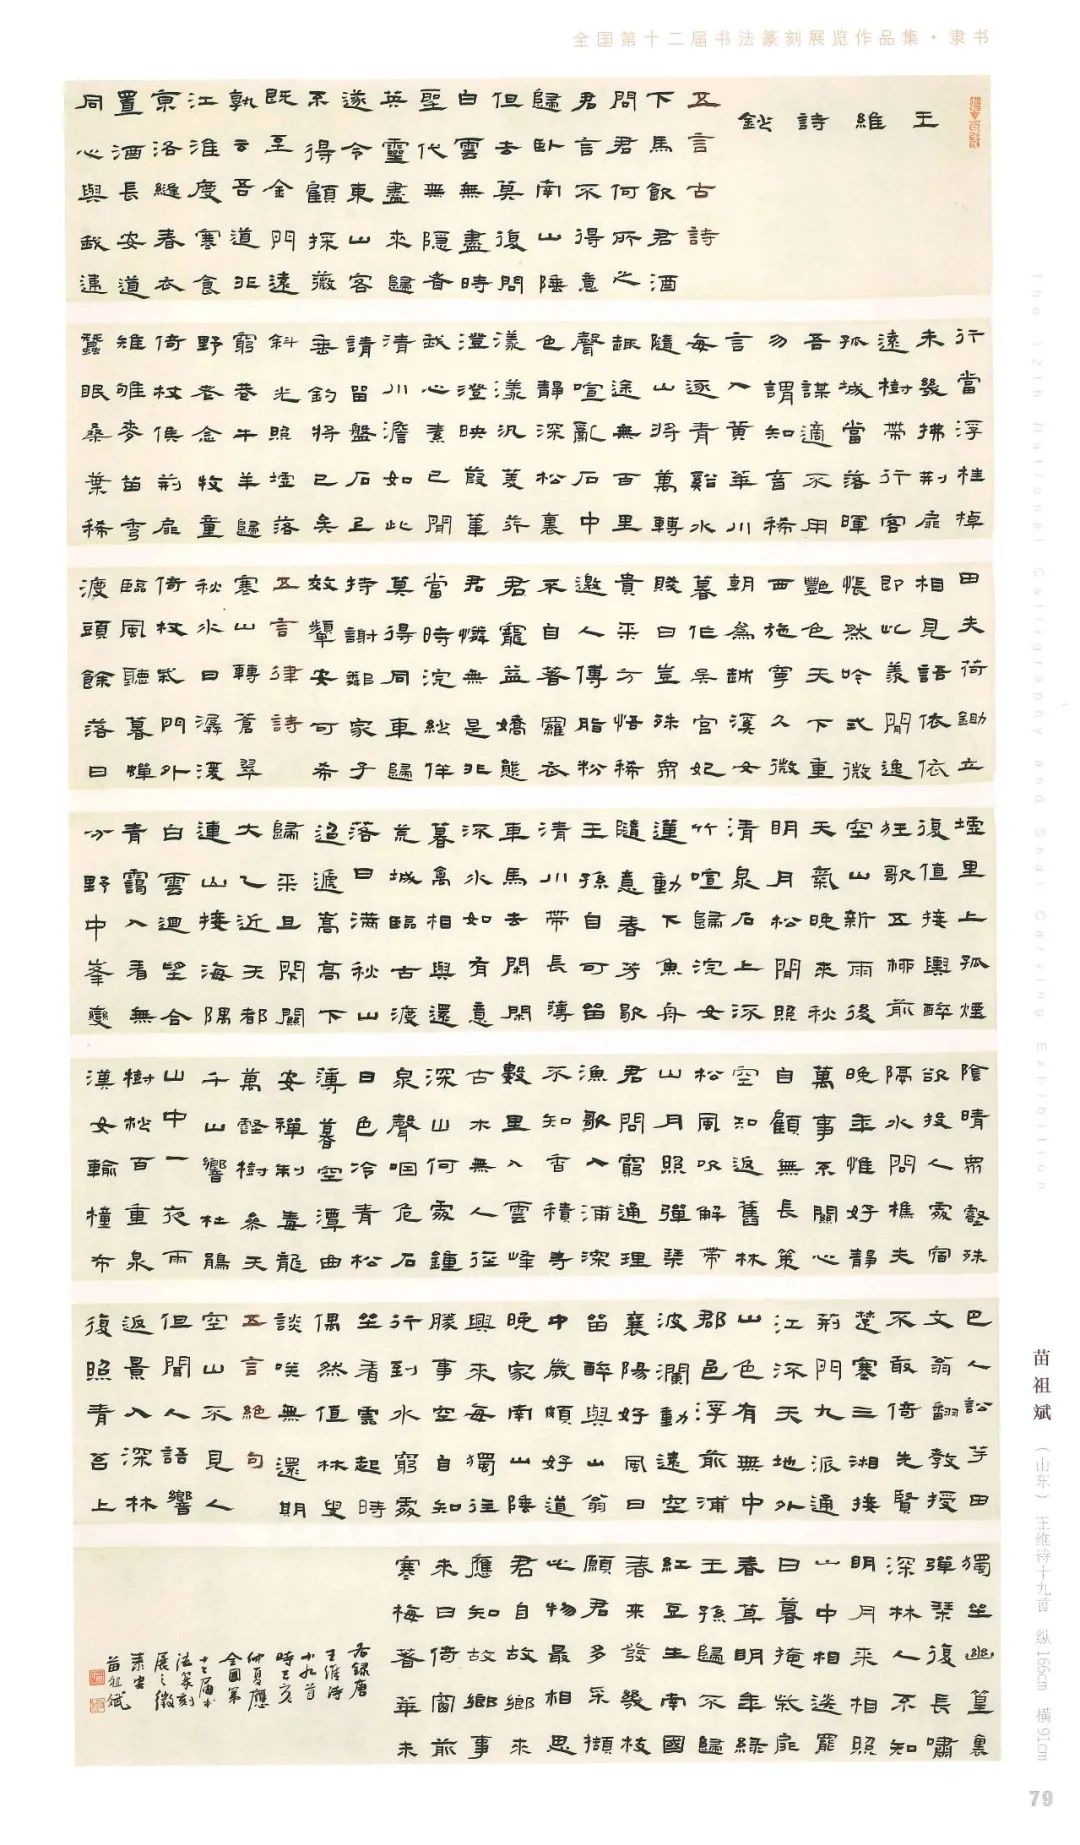 全国第十二届书法篆刻展览作品集·隶书
王維詩鈔
五言古詩
下馬飲君酒
問君何所之
君言不得意
歸臥南山陲
但去莫復問
白雲無盡時
聖代無隱者
英靈盡來歸
遂令東山客
不得顧採薇
既至金門遠
孰云吾道非
江淮度寒食
京洛縫春衣
置酒長安道
同心與我違
行當浮桂棹
未幾拂荆扉
遠樹帶行客
孤城當落暉
吾謀適不用
勿謂知音稀
言入黃華川
每逐青谿水
隨山將萬轉
趣途無百里
聲喧亂石中
色靜深松裏
漾漾汎菱荇
澄澄映葭葦
我心素已閒
清川澹如此
請留盤石上
垂釣將已矣
斜光照墟落
窮巷牛羊歸
野老念牧童
倚杖候荆扉
雉雊麥苗秀
蠶眠桑葉稀
田夫荷鋤立
相見語依依
即此羨閒逸
悵然吟式微
艷色天下重
西施寧久微
朝為越溪女
暮作吳宮妃
賤日豈殊眾
貴來方悟稀
邀人傅脂粉
不自著羅衣
君寵益嬌態
君憐無是非
當時浣紗伴
莫得同車歸
持謝鄰家子
效顰安可希
五言律詩
寒山轉蒼翠
秋水日潺湲
倚杖柴門外
臨風聽暮蟬
渡頭餘落日
墟里上孤煙
復值接輿醉
狂歌五柳前
空山新雨後
天氣晚來秋
明月松間照
清泉石上流
竹喧歸浣女
蓮動下魚舟
隨意春芳歇
王孫自可留
清川帶長薄
車馬去閑閑
流水如有意
暮禽相與還
荒城臨古渡
落日滿秋山
迢遞嵩高下
歸來且閑關
太乙近天都
連山接海隅
白雲迴望合
青靄入看無
分野中峯變
陰晴眾壑殊
欲投人處宿
隔水問樵夫
晚年惟好靜
萬事不關心
自顧無長策
空知返舊林
松風吹解帶
山月照彈琴
君問窮通理
漁歌入浦深
不知香積寺
數里入雲峰
古木無人徑
深山何處鐘
泉聲咽危石
日色冷青松
薄暮空潭曲
安禪制毒龍
萬壑樹參天
千山響杜鵑
山中一夜雨
樹杪百重泉
漢女輸橦布
巴人訟芋田
文翁翻教授
不敢倚先賢
楚塞三湘接
荊門九派通
江流天地外
山色有無中
郡邑浮前浦
波瀾動遠空
襄陽好風日
留醉與山翁
中歲頗好道
晚家南山陲
興來每獨往
勝事空自知
行到水窮處
坐看雲起時
偶然值林叟
談笑無還期
五言絕句
空山不見人
但聞人語響
返景入深林
復照青苔上
獨坐幽篁裏
彈琴復長嘯
深林人不知
明月來相照
山中相送罷
日暮掩柴扉
春草明年綠
王孫歸不歸
紅豆生南國
春來發幾枝
願君多采擷
此物最相思
君自故鄉來
應知故鄉事
來日倚窗前
寒梅著華未
右錄唐
王維詩
十九首
時己亥
仲夏應
全國第
十二届书
法篆刻
展之徵
泰安
苗祖斌
The 12th National Calligraphy and Seal Carving Exhibition
苗祖斌 （山东） 王维诗十九首 纵166cm 横91cm
79